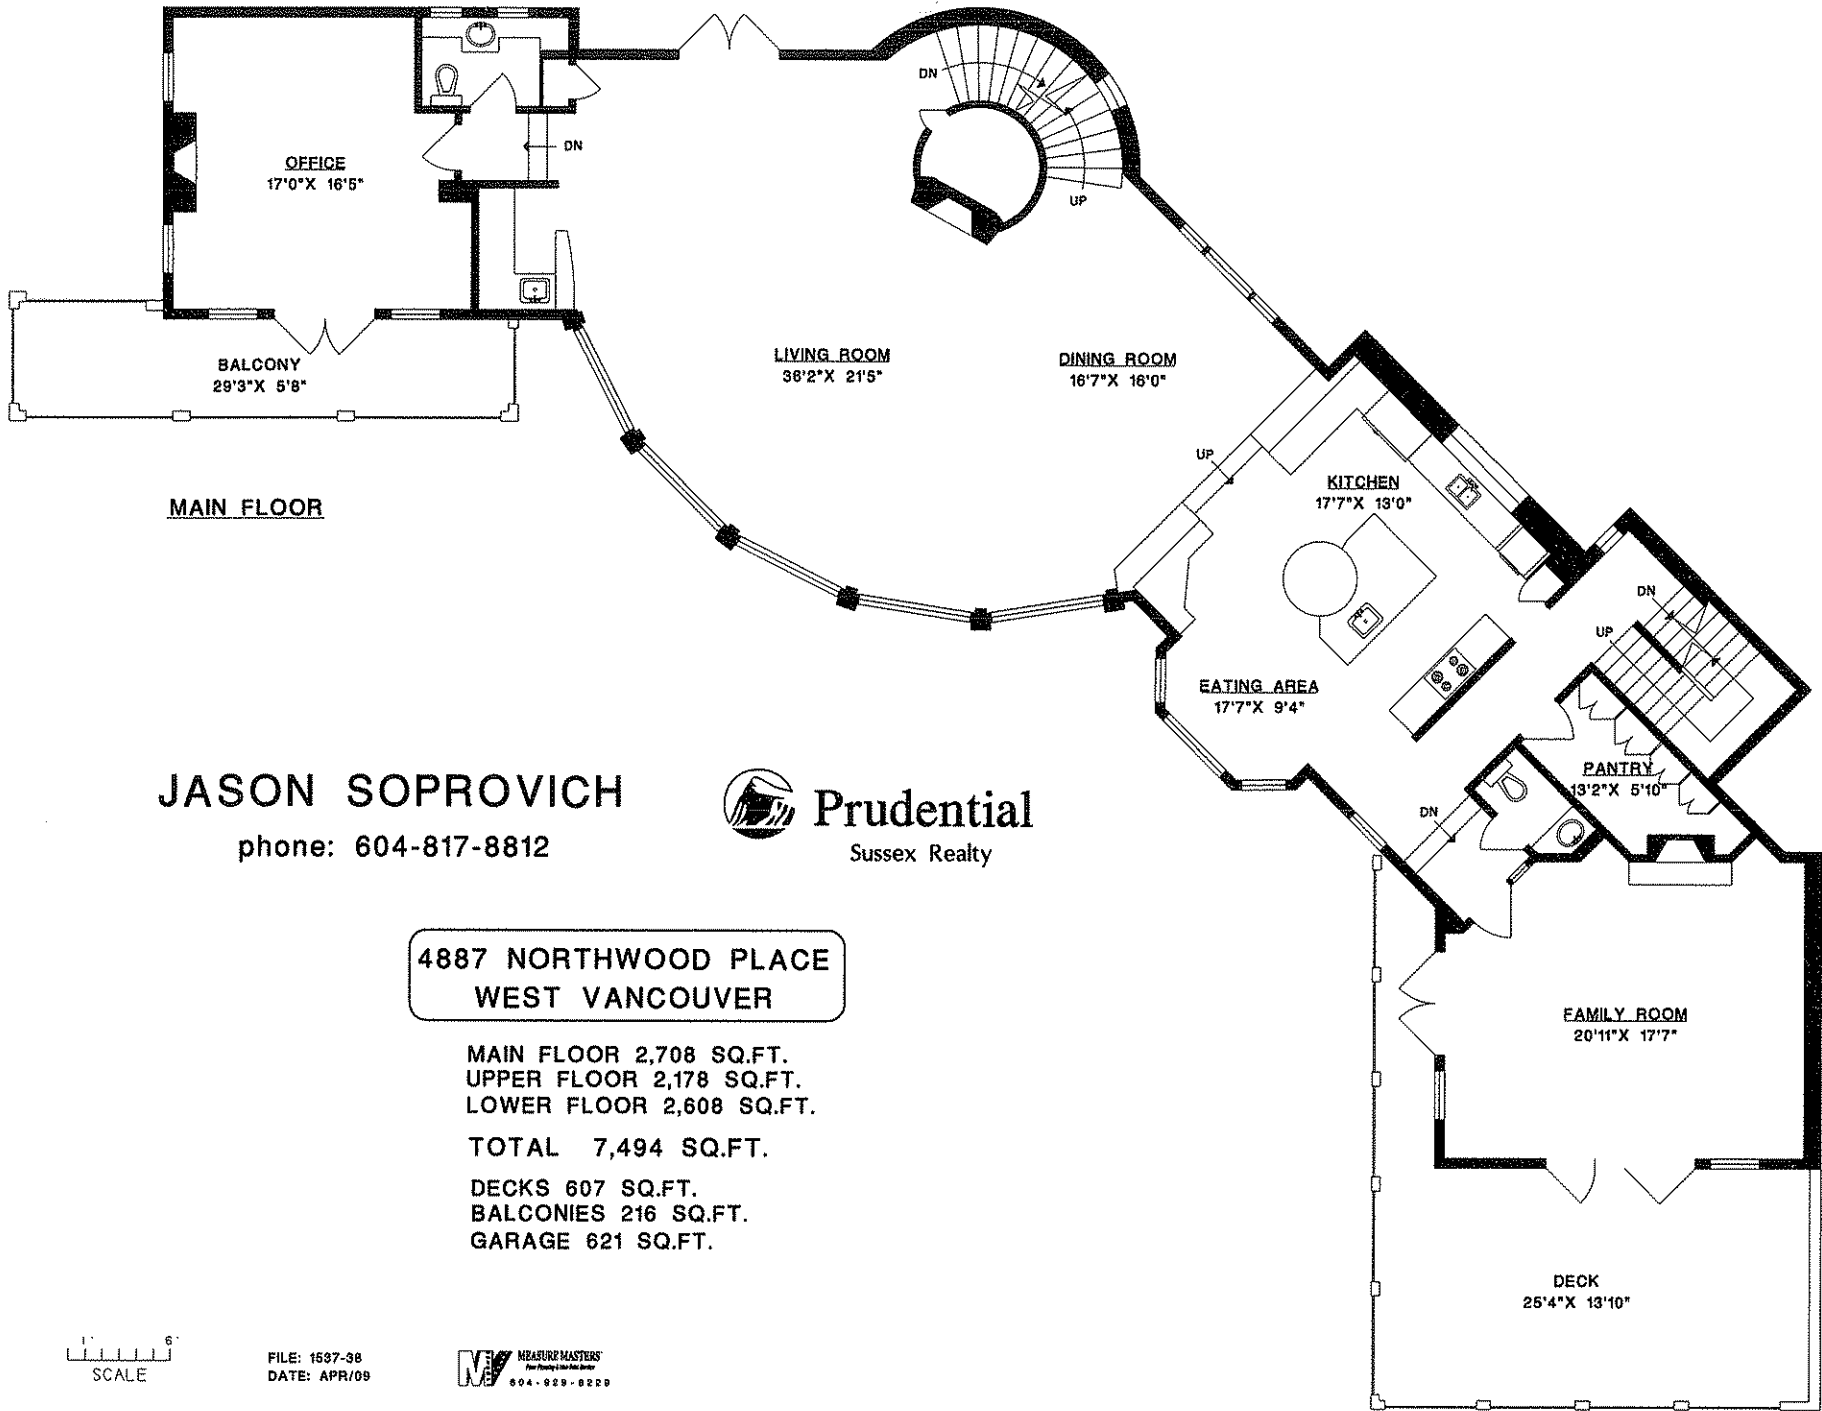 DN
OFFICE
17'0"X 16'5"
DN
UP
BALCONY
29'3"X 5'8"
LIVING ROOM
36'2"X 21'5"
DINING ROOM
16'7"X 16'0"
MAIN FLOOR
UP
KITCHEN
17'7"X 13'0"
DN
UP
EATING AREA
17'7"X 9'4"
PANTRY
13'2"X 5'10"
DN
JASON SOPROVICH
phone: 604-817-8812
Prudential
Sussex Realty
4887 NORTHWOOD PLACE
WEST VANCOUVER
FAMILY ROOM
20'11"X 17'7"
MAIN FLOOR 2,708 SQ.FT.
UPPER FLOOR 2,178 SQ.FT.
LOWER FLOOR 2,608 SQ.FT.
TOTAL 7,494 SQ.FT.
DECKS 607 SQ.FT.
BALCONIES 216 SQ.FT.
GARAGE 621 SQ.FT.
DECK
25'4"X 13'10"
1' 6'
SCALE
FILE: 1537-38
DATE: APR/09
MEASURE MASTERS